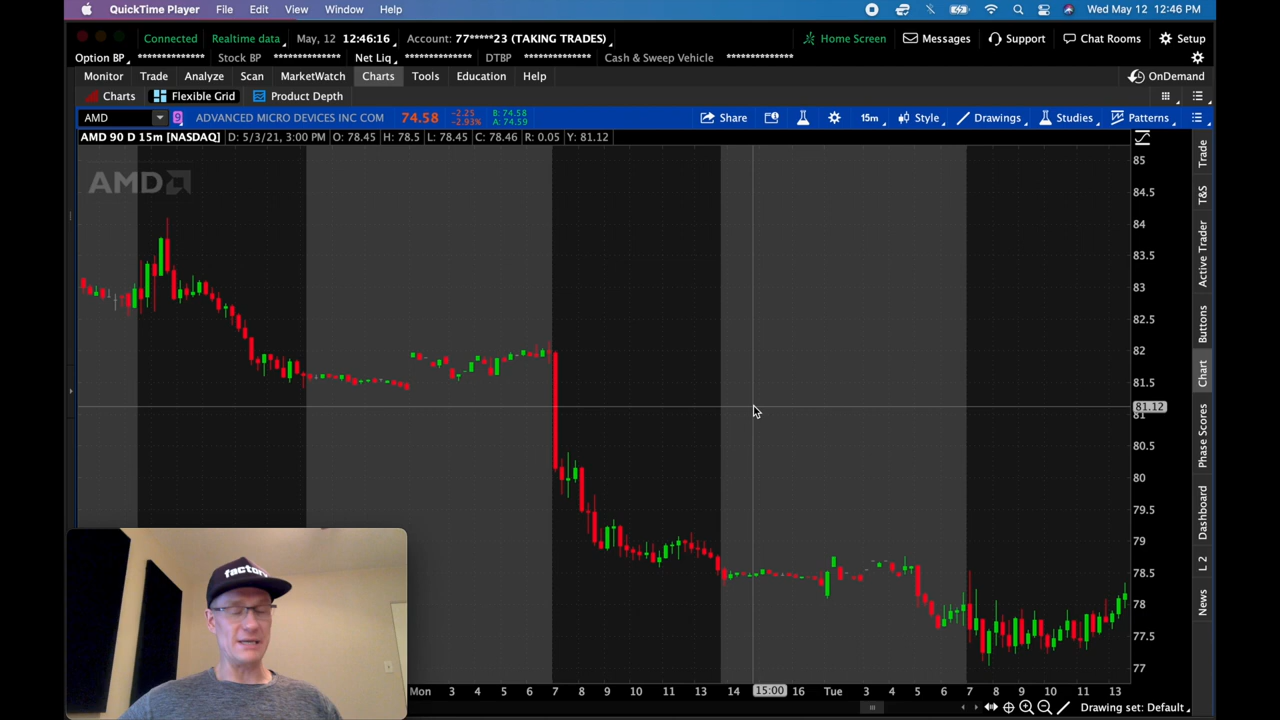 QuickTime Player File Edit View Window Help Wed May 12 12:46 PM
Connected Realtime data May, 12 12:46:16 Account: 77*****23 (TAKING TRADES) Home Screen Messages Support Chat Rooms Setup
Option BP *************** Stock BP *************** Net Liq *************** DTBP *************** Cash & Sweep Vehicle ***************
Monitor Trade Analyze Scan MarketWatch Charts Tools Education Help OnDemand
Charts Flexible Grid Product Depth
AMD 9 ADVANCED MICRO DEVICES INC COM 74.58 -2.25 -2.93% B: 74.58 A: 74.59 Share 15m Style Drawings Studies Patterns
AMD 90 D 15m [NASDAQ] D: 5/3/21, 3:00 PM O: 78.45 H: 78.5 L: 78.45 C: 78.46 R: 0.05 Y: 81.12
AMD
85
84.5
84
83.5
83
82.5
82
81.5
81.12
81
80.5
80
79.5
79
78.5
78
77.5
77
Trade
T&S
Active Trader
Buttons
Chart
Phase Scores
Dashboard
L 2
News
factory
Mon 3 4 5 6 7 8 9 10 11 13 14 15:00 16 Tue 3 4 5 6 7 8 9 10 11 13
Drawing set: Default